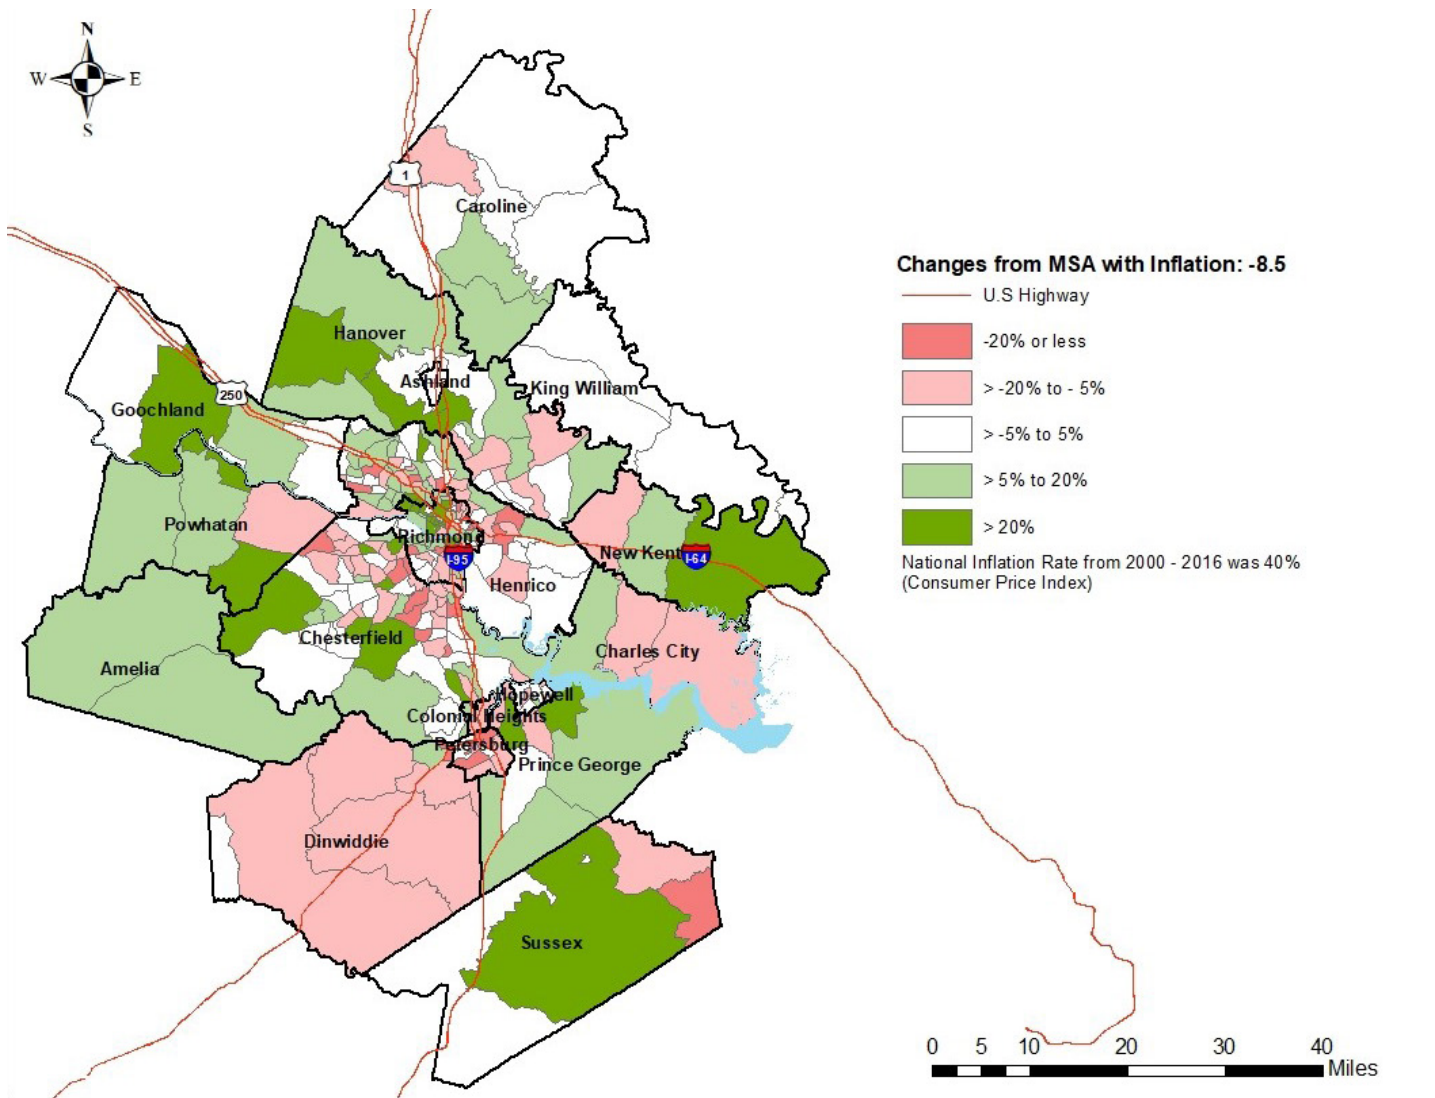 N
W E
S
1
Caroline
Changes from MSA with Inflation: -8.5
U.S Highway
-20% or less
> -20% to - 5%
> -5% to 5%
> 5% to 20%
> 20%
National Inflation Rate from 2000 - 2016 was 40%
(Consumer Price Index)
Hanover
Ashland
King William
250
Goochland
Powhatan
Richmond
I-95
New Kent
I-64
Henrico
Chesterfield
Charles City
Amelia
Hopewell
Colonial Heights
Petersburg
Prince George
Dinwiddie
Sussex
0 5 10 20 30 40
Miles